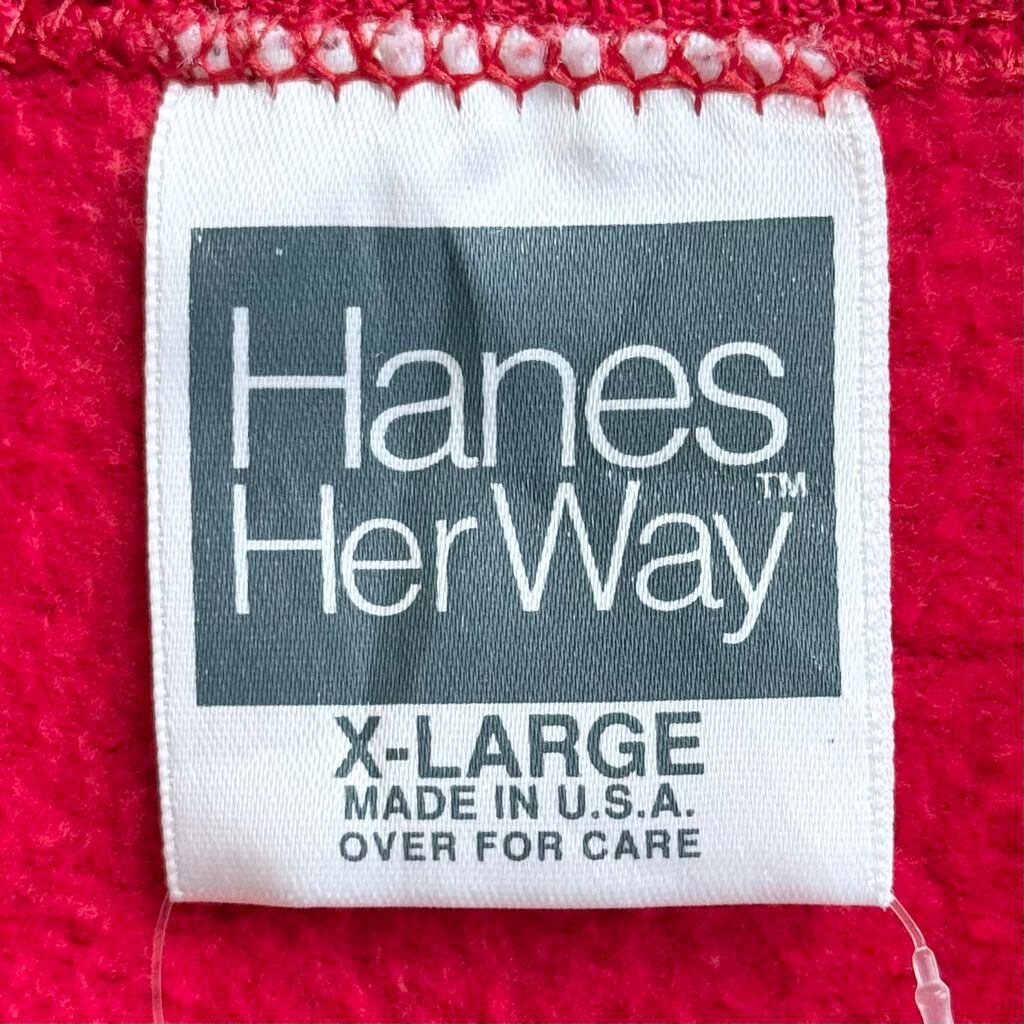 Hanes
Her Way™
X-LARGE
MADE IN U.S.A.
OVER FOR CARE